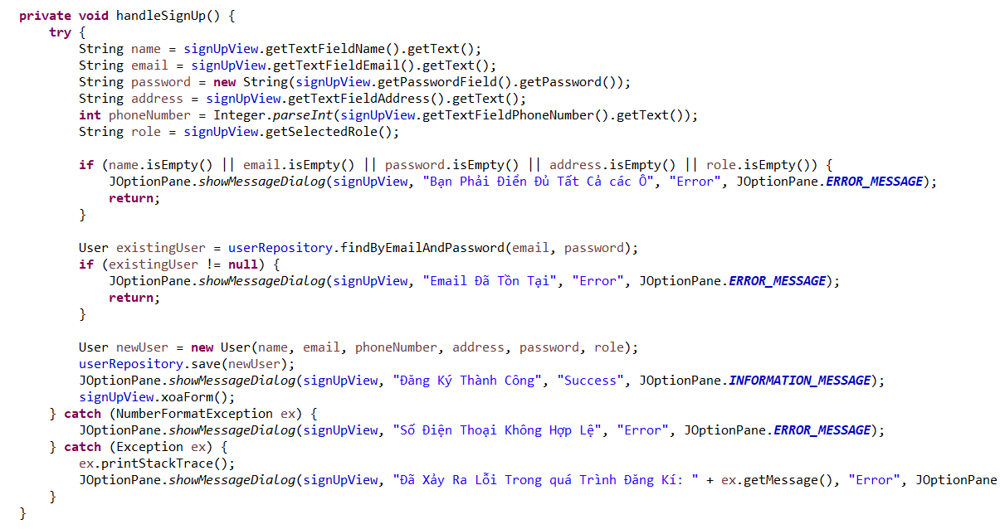 private void handleSignUp() {
try {
String name = signUpView.getTextFieldName().getText();
String email = signUpView.getTextFieldEmail().getText();
String password = new String(signUpView.getPasswordField().getPassword());
String address = signUpView.getTextFieldAddress().getText();
int phoneNumber = Integer.parseInt(signUpView.getTextFieldPhoneNumber().getText());
String role = signUpView.getSelectedRole();
if (name.isEmpty() || email.isEmpty() || password.isEmpty() || address.isEmpty() || role.isEmpty()) {
JOptionPane.showMessageDialog(signUpView, "Bạn Phải Điển Đủ Tất Cả các Ô", "Error", JOptionPane.ERROR_MESSAGE);
return;
}
User existingUser = userRepository.findByEmailAndPassword(email, password);
if (existingUser != null) {
JOptionPane.showMessageDialog(signUpView, "Email Đã Tồn Tại", "Error", JOptionPane.ERROR_MESSAGE);
return;
}
User newUser = new User(name, email, phoneNumber, address, password, role);
userRepository.save(newUser);
JOptionPane.showMessageDialog(signUpView, "Đăng Ký Thành Công", "Success", JOptionPane.INFORMATION_MESSAGE);
signUpView.xoaForm();
} catch (NumberFormatException ex) {
JOptionPane.showMessageDialog(signUpView, "Số Điện Thoại Không Hợp Lệ", "Error", JOptionPane.ERROR_MESSAGE);
} catch (Exception ex) {
ex.printStackTrace();
JOptionPane.showMessageDialog(signUpView, "Đã Xảy Ra Lỗi Trong quá Trình Đăng Kí: " + ex.getMessage(), "Error", JOptionPane
}
}